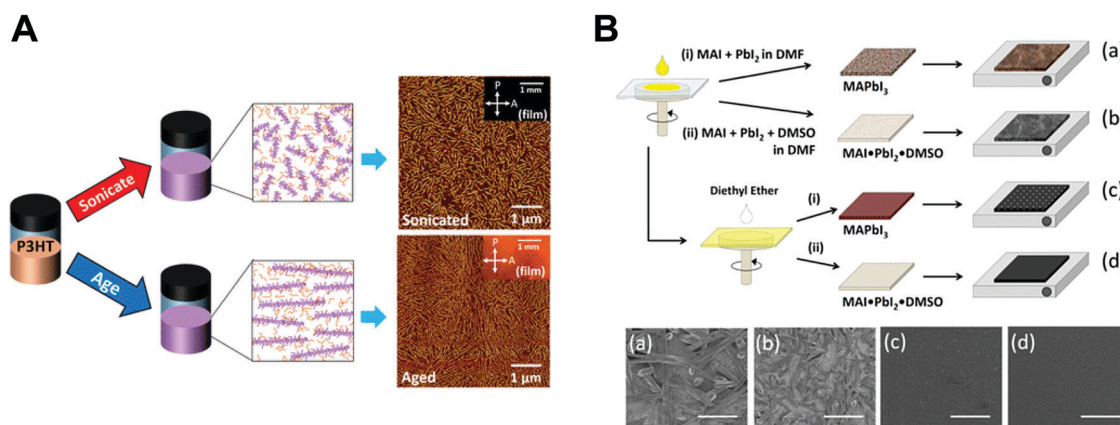 A
Sonicate
P3HT
Age
P
A
1 mm
(film)
Sonicated
1 μm
P
A
1 mm
(film)
Aged
1 μm
B
(i) MAI + PbI2 in DMF
MAPbI3
(a)
(ii) MAI + PbI2 + DMSO
in DMF
MAI•PbI2•DMSO
(b)
Diethyl Ether
(i)
MAPbI3
(c)
(ii)
MAI•PbI2•DMSO
(d)
(a)
(b)
(c)
(d)